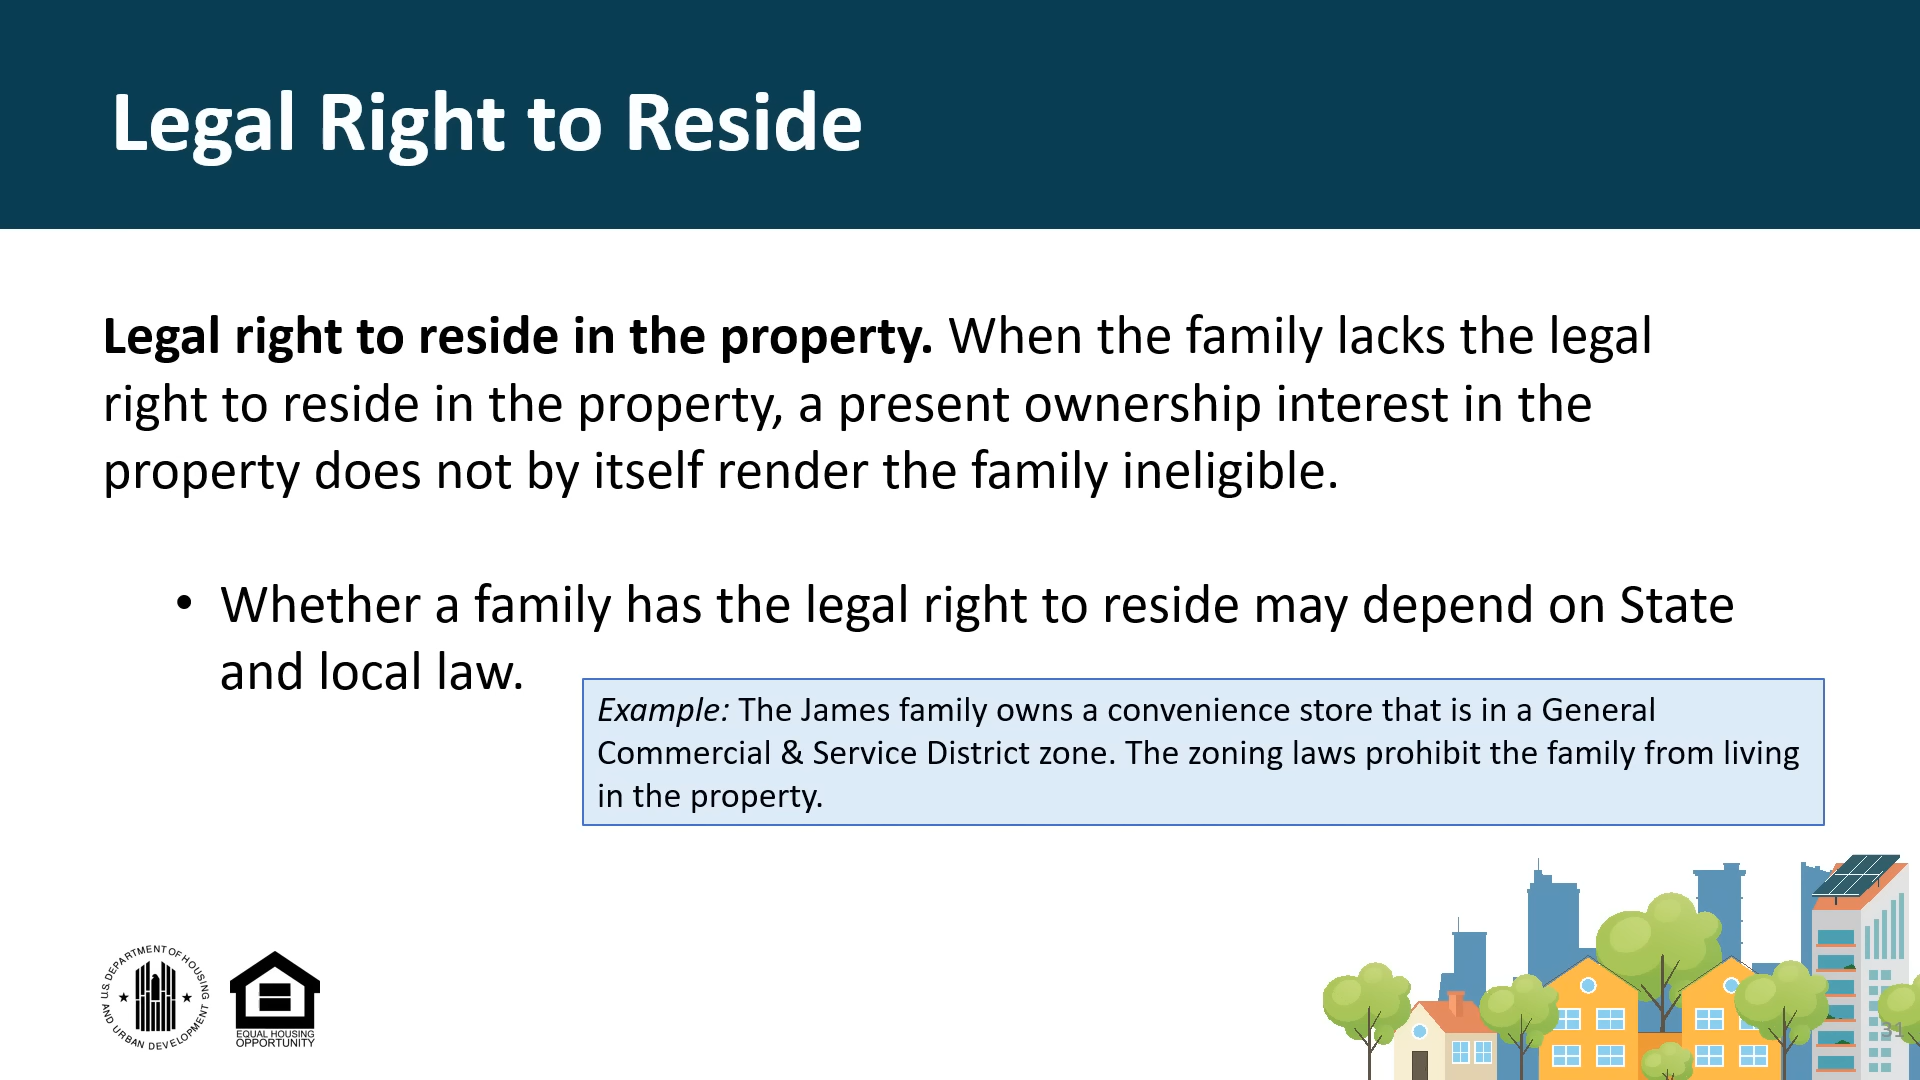 Legal Right to Reside
Legal right to reside in the property. When the family lacks the legal
right to reside in the property, a present ownership interest in the
property does not by itself render the family ineligible.
• Whether a family has the legal right to reside may depend on State
and local law.
Example: The James family owns a convenience store that is in a General
Commercial & Service District zone. The zoning laws prohibit the family from living
in the property.
U.S. DEPARTMENT OF HOUSING
AND URBAN DEVELOPMENT
EQUAL HOUSING
OPPORTUNITY
31